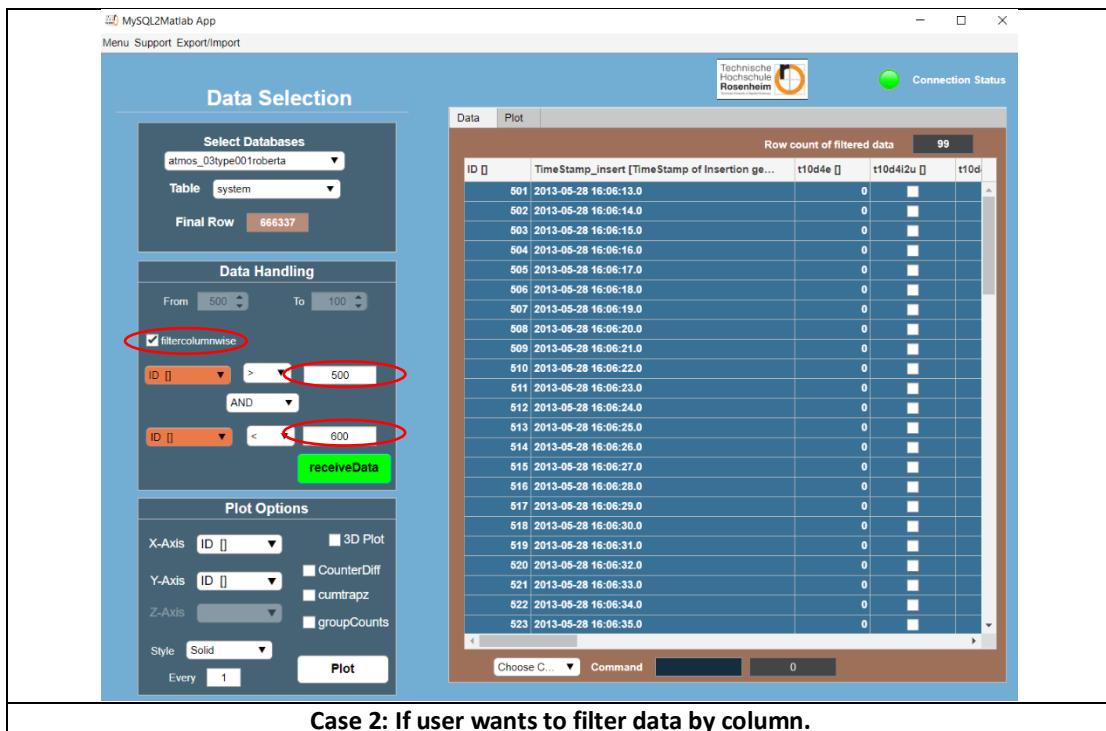 MySQL2Matlab App
Menu Support Export/Import
Data Selection
Technische
Hochschule
Rosenheim
Connection Status
Select Databases
atmos_03type001roberta
Table system
Final Row 666337
Data Handling
From 500 To 100
filtercolumnwise
ID [] > 500
AND
ID [] < 600
receiveData
Plot Options
X-Axis ID [] 3D Plot
CounterDiff
Y-Axis ID []
cumtrapz
Z-Axis
groupCounts
Style Solid
Every 1 Plot
Data Plot
Row count of filtered data 99
ID [] TimeStamp_insert [TimeStamp of Insertion ge... t10d4e [] t10d4i2u [] t10d
501 2013-05-28 16:06:13.0 0
502 2013-05-28 16:06:14.0 0
503 2013-05-28 16:06:15.0 0
504 2013-05-28 16:06:16.0 0
505 2013-05-28 16:06:17.0 0
506 2013-05-28 16:06:18.0 0
507 2013-05-28 16:06:19.0 0
508 2013-05-28 16:06:20.0 0
509 2013-05-28 16:06:21.0 0
510 2013-05-28 16:06:22.0 0
511 2013-05-28 16:06:23.0 0
512 2013-05-28 16:06:24.0 0
513 2013-05-28 16:06:25.0 0
514 2013-05-28 16:06:26.0 0
515 2013-05-28 16:06:27.0 0
516 2013-05-28 16:06:28.0 0
517 2013-05-28 16:06:29.0 0
518 2013-05-28 16:06:30.0 0
519 2013-05-28 16:06:31.0 0
520 2013-05-28 16:06:32.0 0
521 2013-05-28 16:06:33.0 0
522 2013-05-28 16:06:34.0 0
523 2013-05-28 16:06:35.0 0
Choose C... Command 0
Case 2: If user wants to filter data by column.